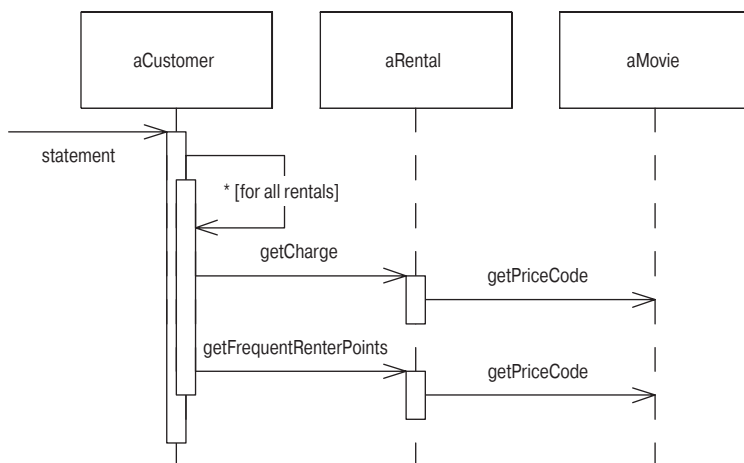 aCustomer
aRental
aMovie
statement
* [for all rentals]
getCharge
getPriceCode
getFrequentRenterPoints
getPriceCode